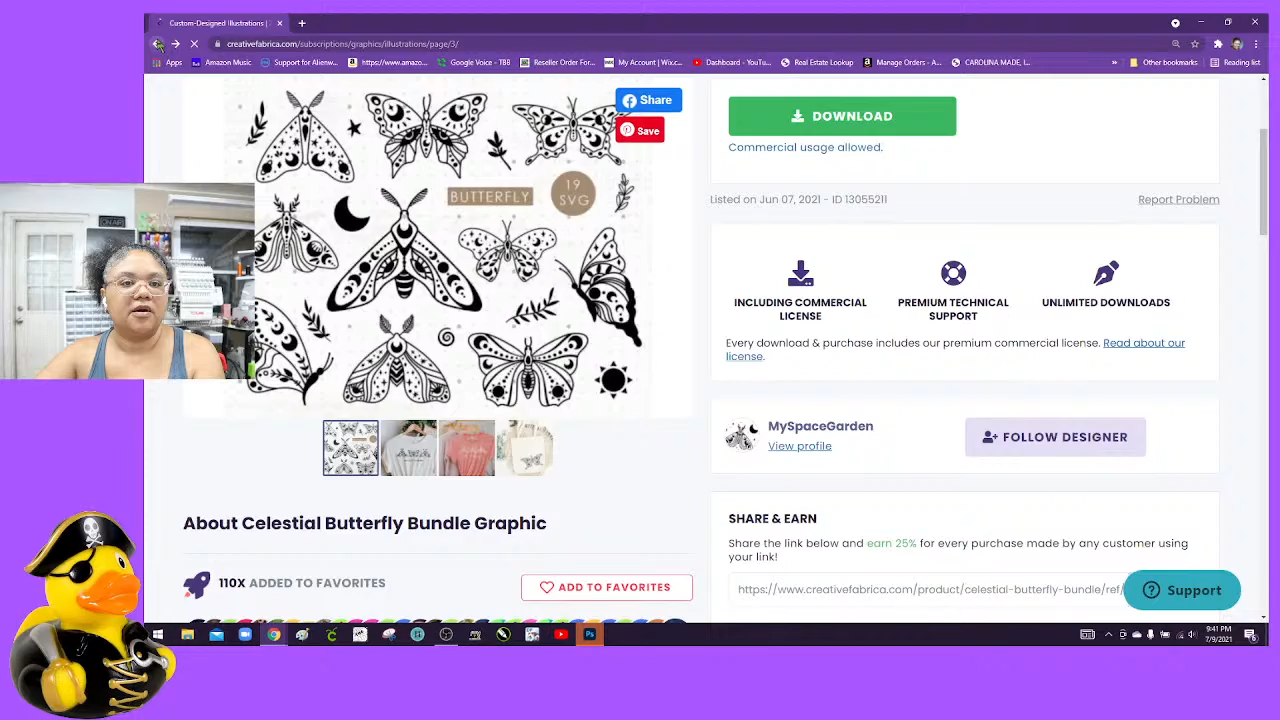 Custom-Designed Illustrations |
creativefabrica.com/subscriptions/graphics/illustrations/page/3/
Apps
Amazon Music
Support for Alienw...
https://www.amazo...
Google Voice - TBB
Reseller Order For...
My Account | Wix.c...
Dashboard - YouTu...
Real Estate Lookup
Manage Orders - A...
CAROLINA MADE, I...
»
Other bookmarks
Reading list
Share
Save
BUTTERFLY
19
SVG
DOWNLOAD
Commercial usage allowed.
Listed on Jun 07, 2021 - ID 13055211
Report Problem
INCLUDING COMMERCIAL
LICENSE
PREMIUM TECHNICAL
SUPPORT
UNLIMITED DOWNLOADS
Every download & purchase includes our premium commercial license. Read about our
license.
MySpaceGarden
View profile
FOLLOW DESIGNER
SHARE & EARN
Share the link below and earn 25% for every purchase made by any customer using
your link!
https://www.creativefabrica.com/product/celestial-butterfly-bundle/ref/
Support
About Celestial Butterfly Bundle Graphic
110X ADDED TO FAVORITES
ADD TO FAVORITES
9:41 PM
7/9/2021